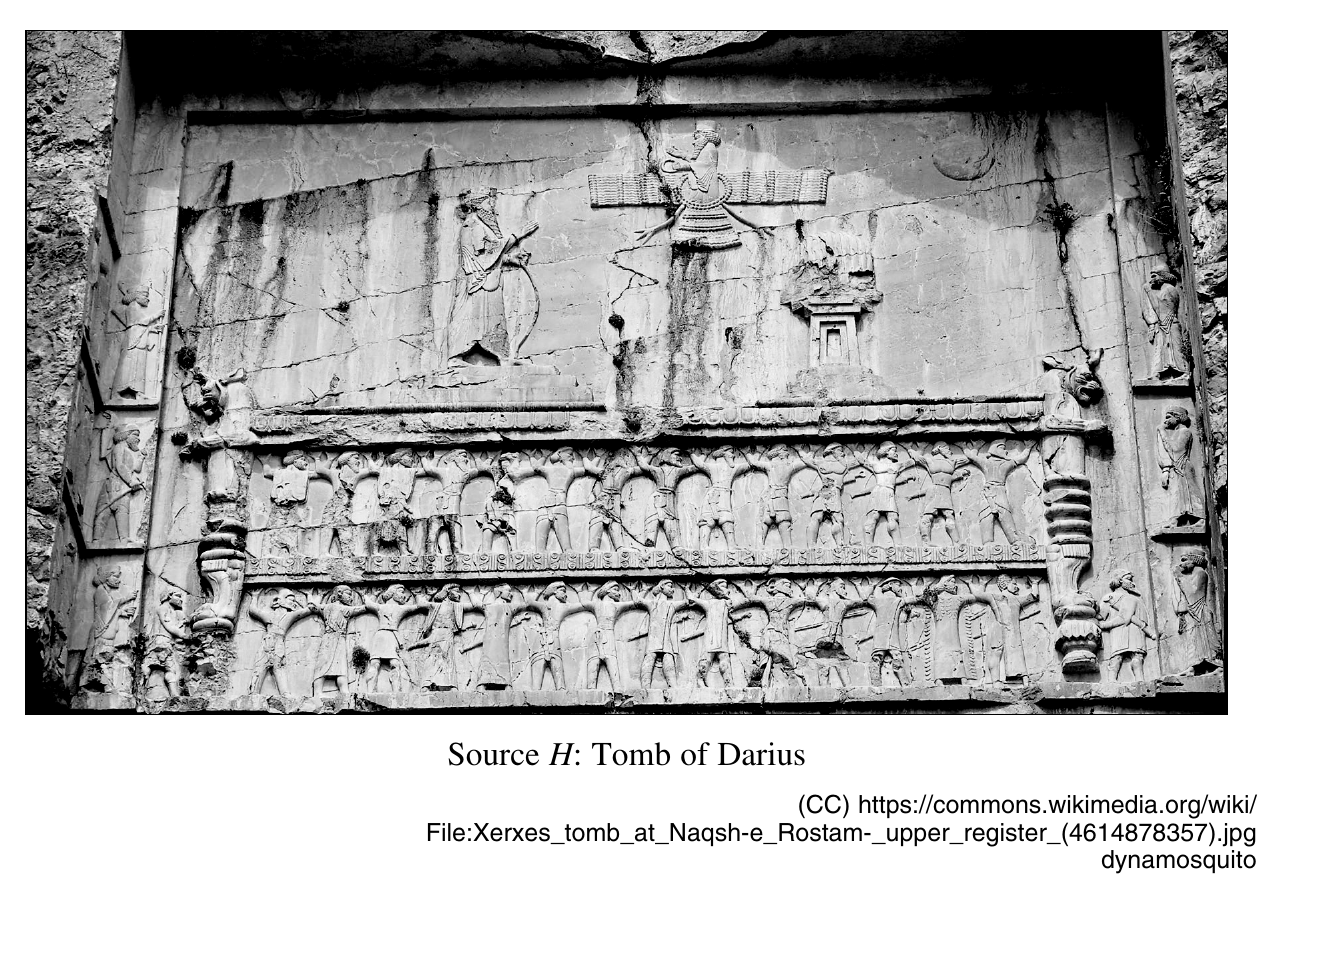 Source H: Tomb of Darius
(CC) https://commons.wikimedia.org/wiki/
File:Xerxes_tomb_at_Naqsh-e_Rostam-_upper_register_(4614878357).jpg
dynamosquito